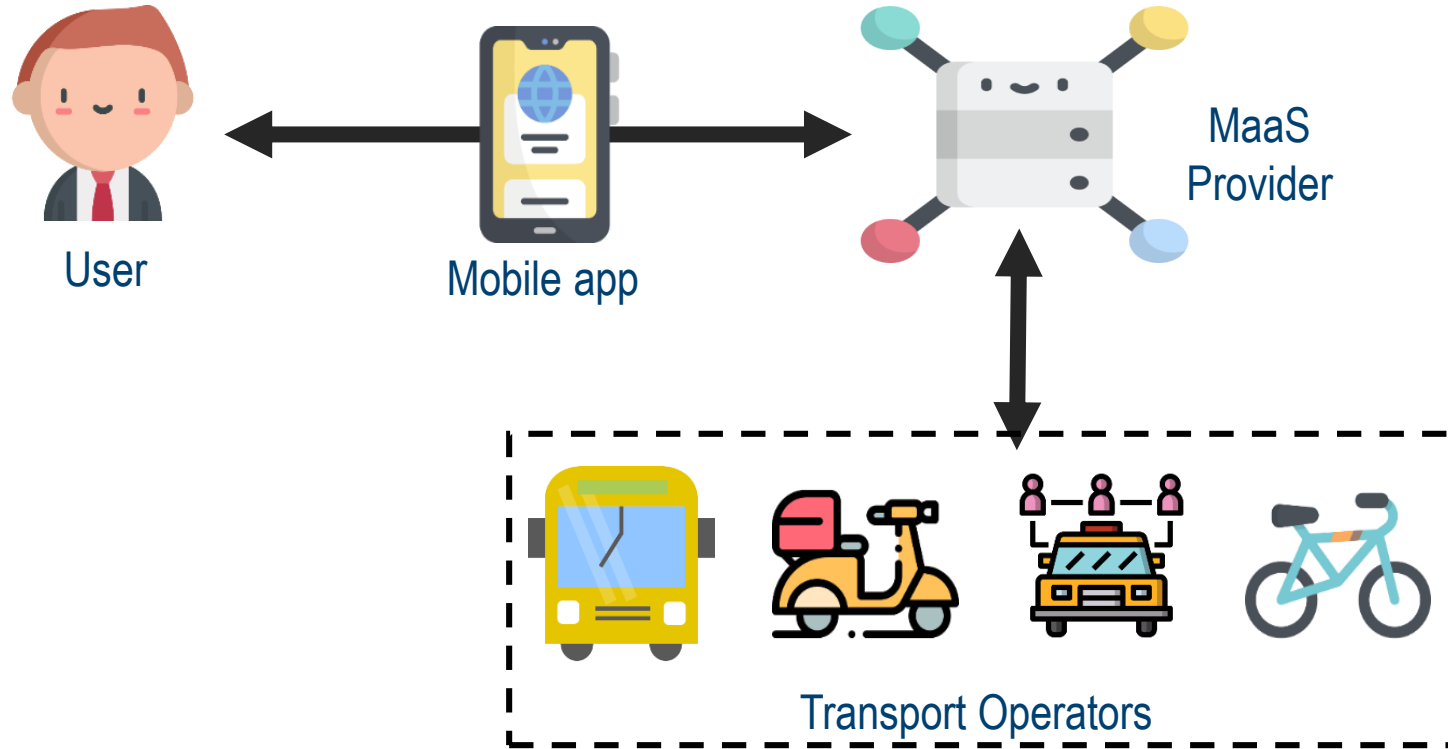 User
Mobile app
MaaS
Provider
Transport Operators